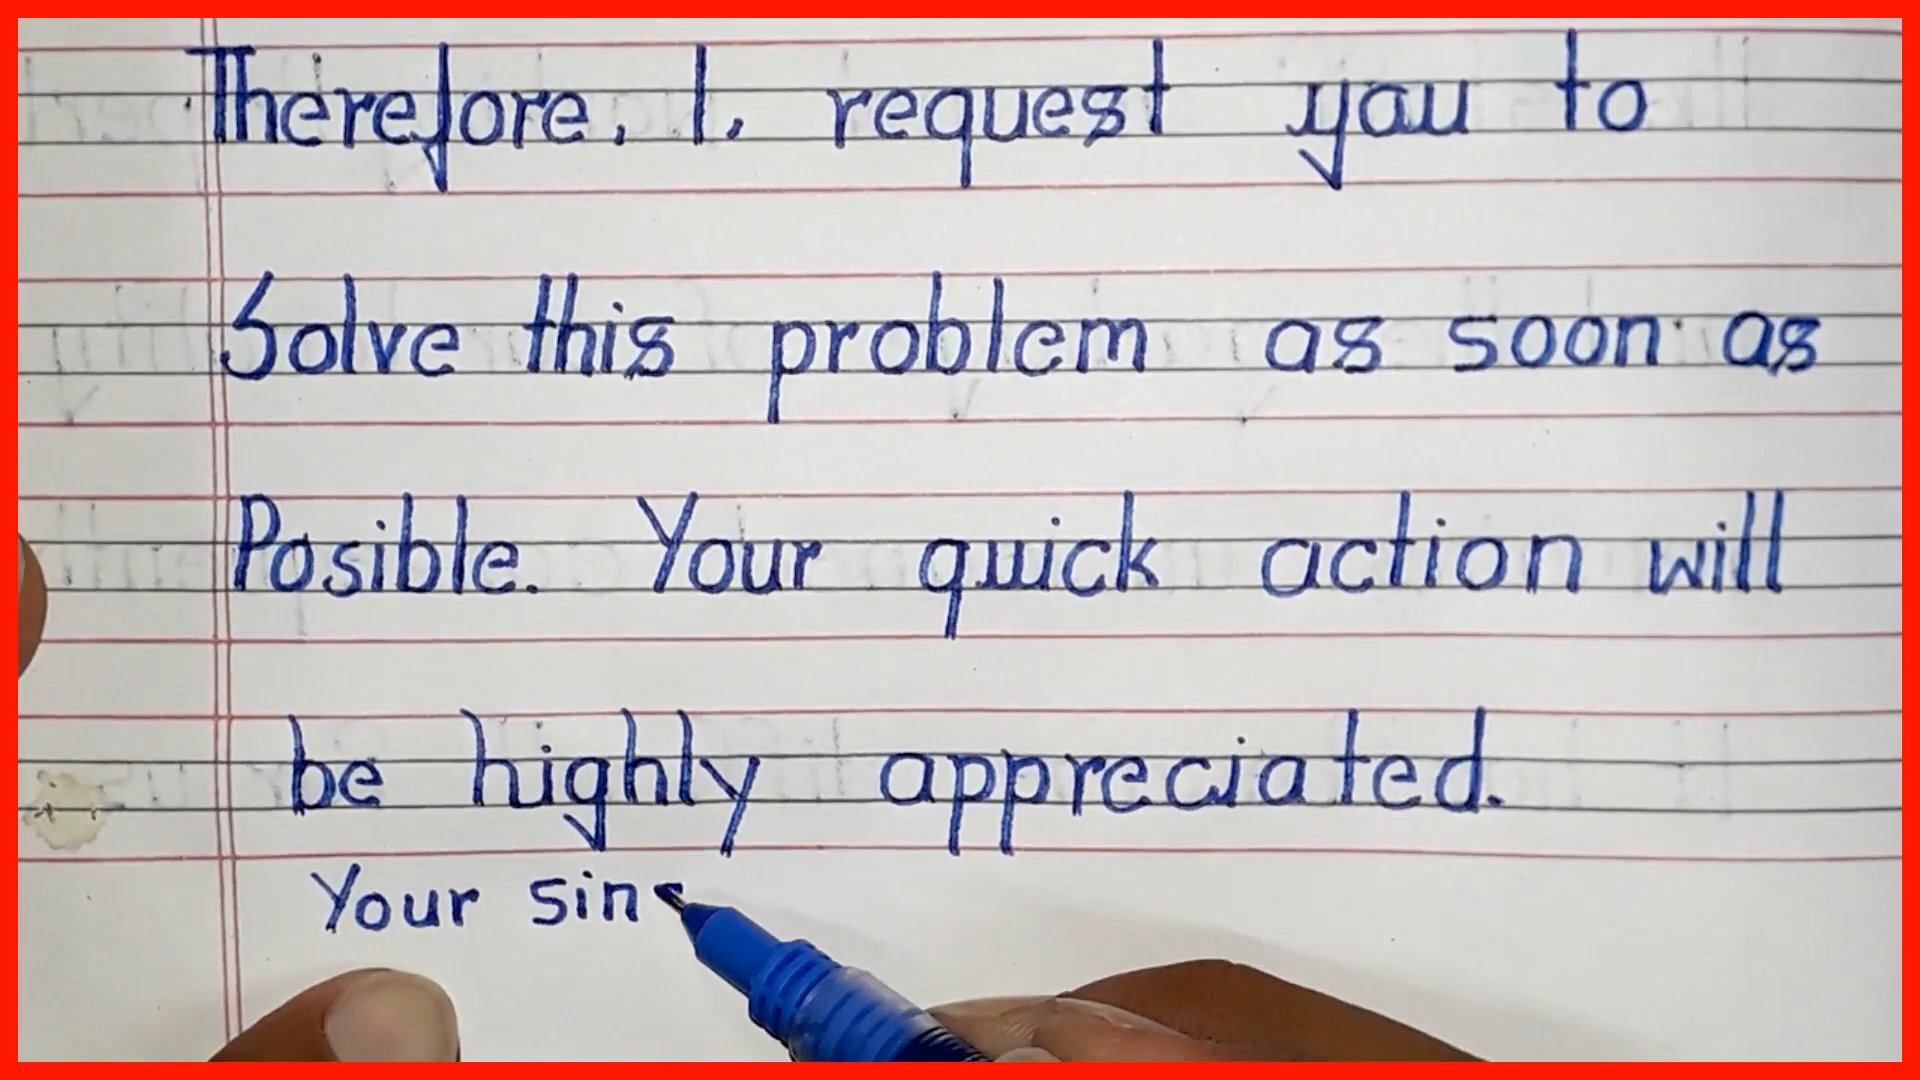 Therefore, I, request you to
Solve this problem as soon as
Posible. Your quick action will
be highly appreciated.
Your sinc